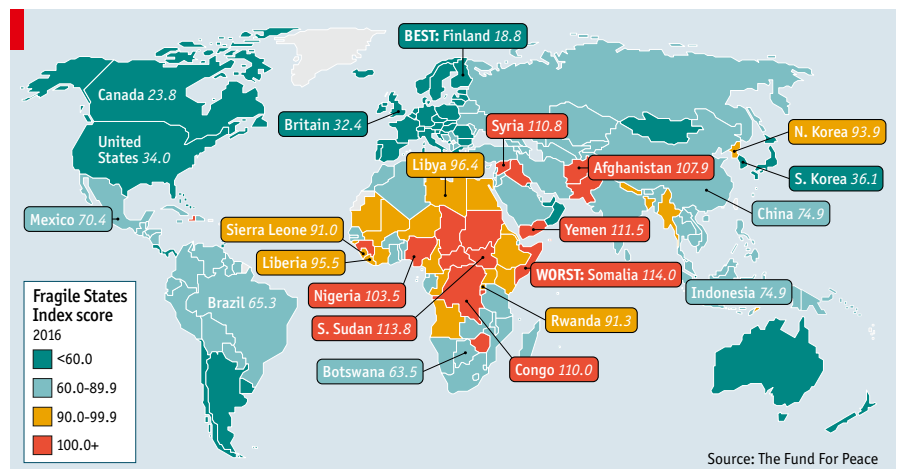 BEST: Finland 18.8
Canada 23.8
Britain 32.4
Syria 110.8
N. Korea 93.9
United
States 34.0
Libya 96.4
Afghanistan 107.9
S. Korea 36.1
Mexico 70.4
China 74.9
Sierra Leone 91.0
Yemen 111.5
Liberia 95.5
WORST: Somalia 114.0
Nigeria 103.5
Indonesia 74.9
Brazil 65.3
S. Sudan 113.8
Rwanda 91.3
Botswana 63.5
Congo 110.0
Fragile States
Index score
2016
<60.0
60.0-89.9
90.0-99.9
100.0+
Source: The Fund For Peace